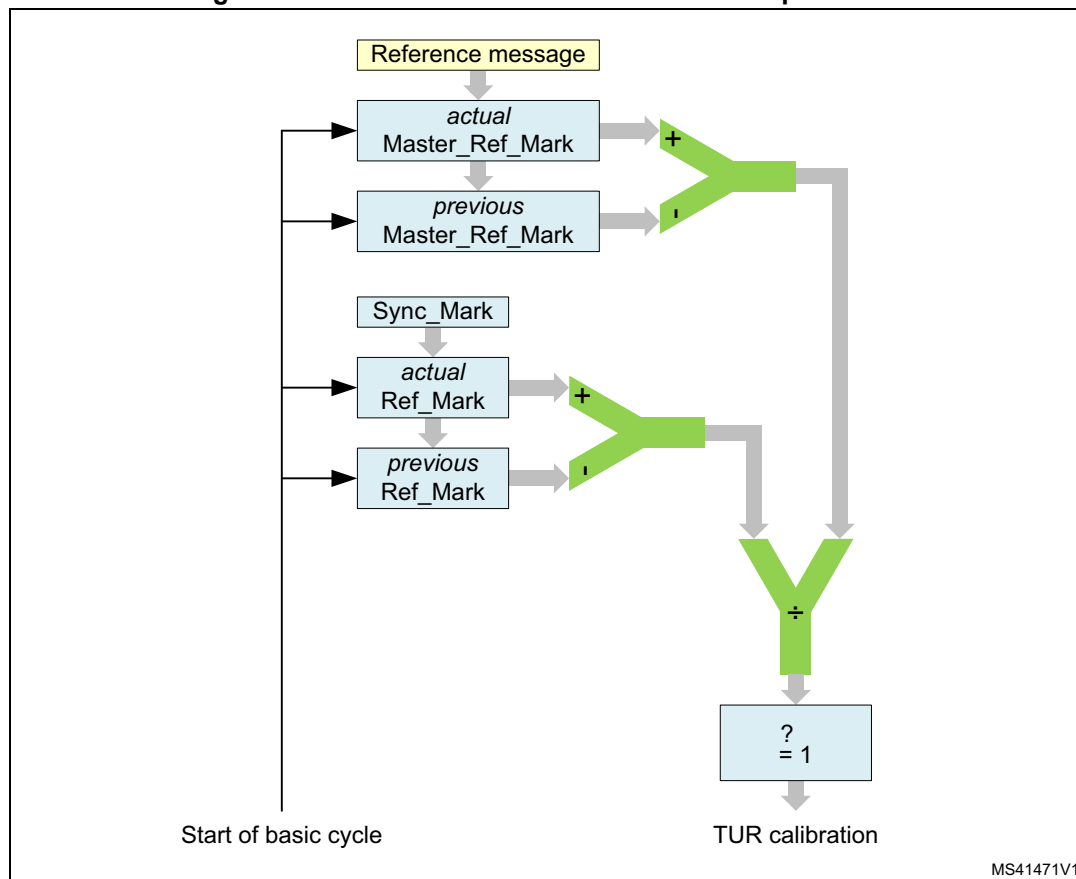 Reference message
actual
Master_Ref_Mark
+
previous
Master_Ref_Mark
-
Sync_Mark
actual
Ref_Mark
+
previous
Ref_Mark
-
÷
?
= 1
Start of basic cycle
TUR calibration
MS41471V1